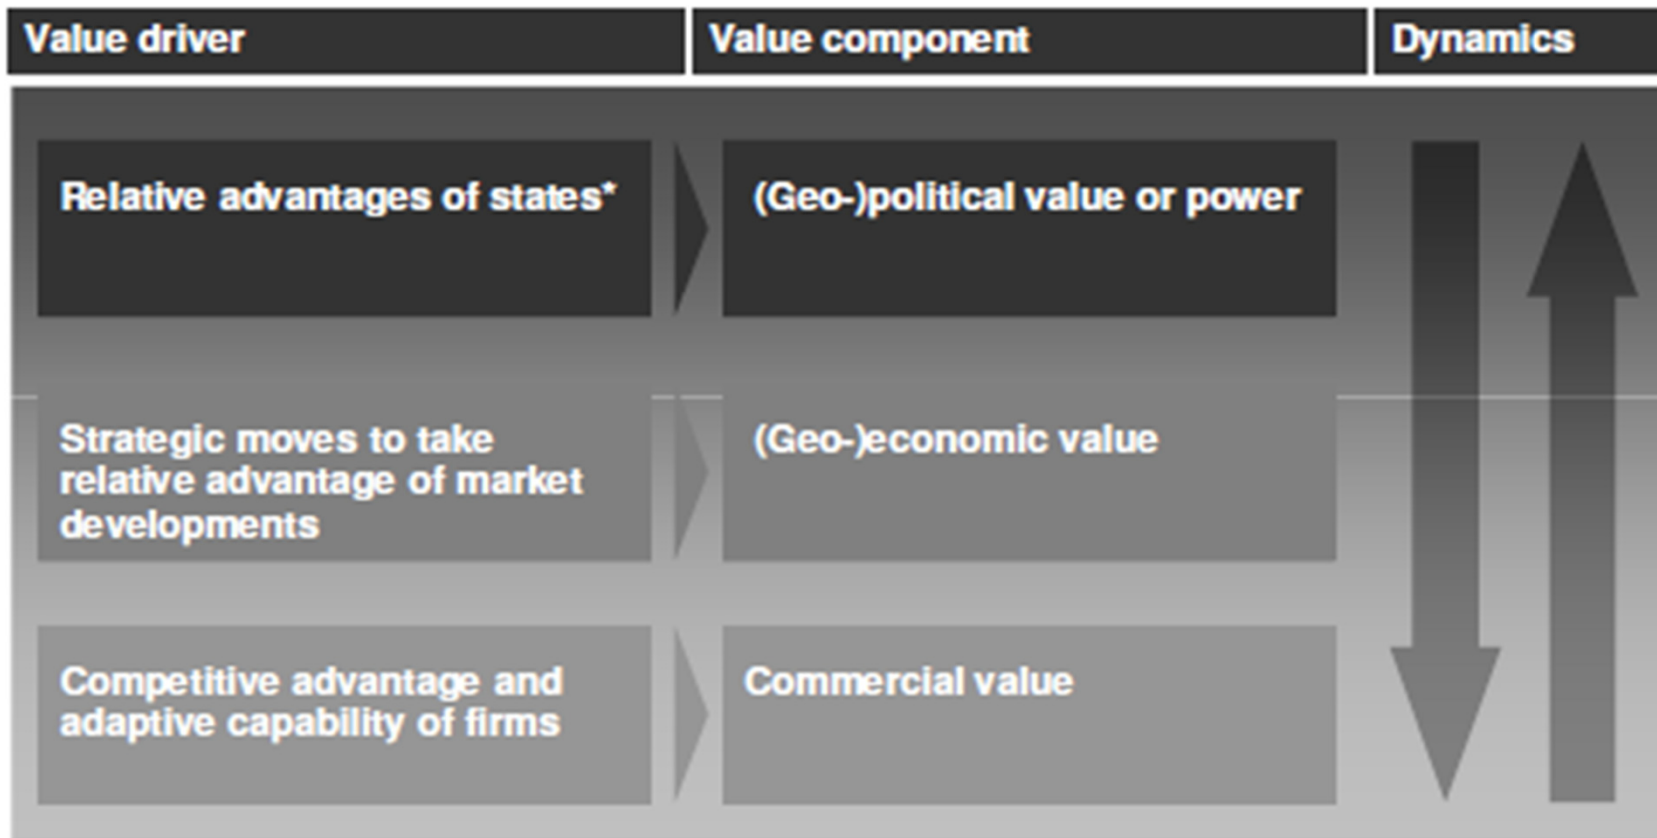 Value driver
Value component
Dynamics
Relative advantages of states*
(Geo-)political value or power
Strategic moves to take
relative advantage of market
developments
(Geo-)economic value
Competitive advantage and
adaptive capability of firms
Commercial value